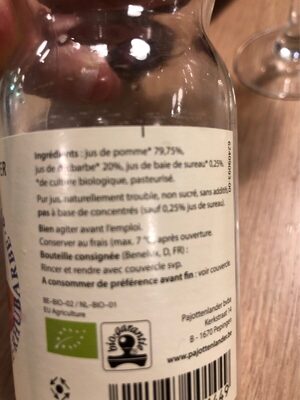 Ingrédients : jus de pomme* 79,75%,
jus de rhubarbe* 20%, jus de baie de sureau* 0,25%.
*de culture biologique, pasteurisé.
Pur jus, naturellement trouble, non sucré, sans additifs,
pas à base de concentrés (sauf 0,25% jus de sureau).
Bien agiter avant l'emploi.
Conserver au frais (max. 7 °C) après ouverture.
Bouteille consignée (Benelux, D, FR) :
Rincer et rendre avec couvercle svp.
A consommer de préférence avant fin : voir couvercle.
BE-BIO-02 / NL-BIO-01
EU Agriculture
bio garantie
Pajottenlander bvba
Kerkstraat 14
B - 1670 Pepingen
pajottenlander.be